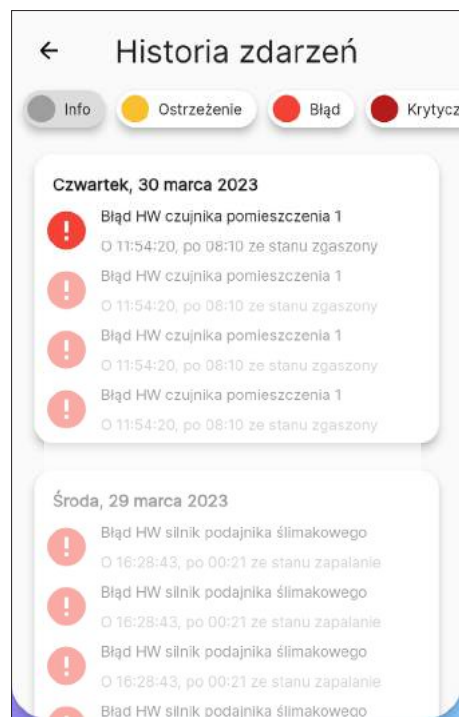 Historia zdarzeń
Info Ostrzeżenie Błąd Krytycz
Czwartek, 30 marca 2023
Błąd HW czujnika pomieszczenia 1
O 11:54:20, po 08:10 ze stanu zgaszony
Błąd HW czujnika pomieszczenia 1
O 11:54:20, po 08:10 ze stanu zgaszony
Błąd HW czujnika pomieszczenia 1
O 11:54:20, po 08:10 ze stanu zgaszony
Błąd HW czujnika pomieszczenia 1
O 11:54:20, po 08:10 ze stanu zgaszony
Środa, 29 marca 2023
Błąd HW silnik podajnika ślimakowego
O 16:28:43, po 00:21 ze stanu zapalanie
Błąd HW silnik podajnika ślimakowego
O 16:28:43, po 00:21 ze stanu zapalanie
Błąd HW silnik podajnika ślimakowego
O 16:28:43, po 00:21 ze stanu zapalanie
Błąd HW silnik podajnika ślimakowego